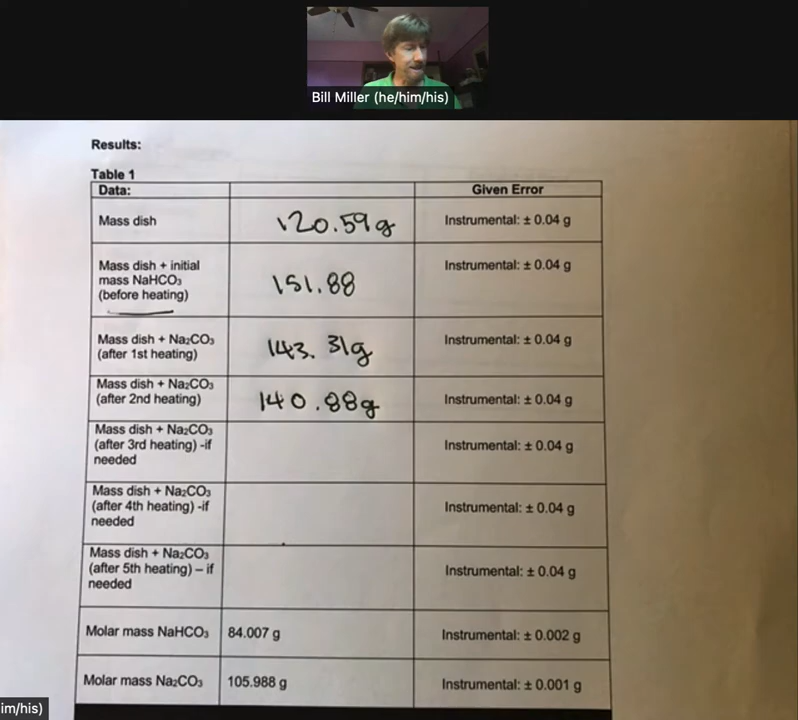 Bill Miller (he/him/his)
Results:
Table 1
Data:
Given Error
Mass dish
120.59g
Instrumental: ± 0.04 g
Mass dish + initial
mass NaHCO₃
(before heating)
151.88
Instrumental: ± 0.04 g
Mass dish + Na₂CO₃
(after 1st heating)
143.31g
Instrumental: ± 0.04 g
Mass dish + Na₂CO₃
(after 2nd heating)
140.88g
Instrumental: ± 0.04 g
Mass dish + Na₂CO₃
(after 3rd heating) -if
needed
Instrumental: ± 0.04 g
Mass dish + Na₂CO₃
(after 4th heating) -if
needed
Instrumental: ± 0.04 g
Mass dish + Na₂CO₃
(after 5th heating) – if
needed
Instrumental: ± 0.04 g
Molar mass NaHCO₃
84.007 g
Instrumental: ± 0.002 g
Molar mass Na₂CO₃
105.988 g
Instrumental: ± 0.001 g
im/his)